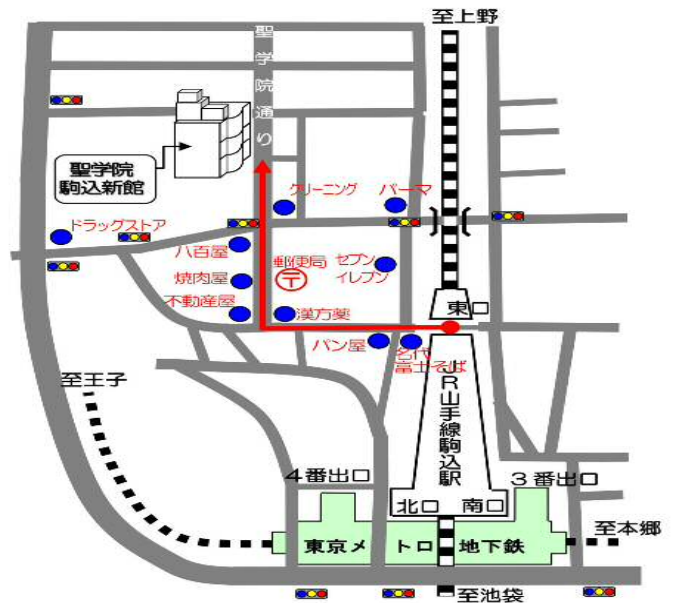 至上野
聖学院通り
聖学院
駒込新館
クリーニング
パーマ
ドラッグストア
八百屋
郵便局
セブン
イレブン
焼肉屋
〒
不動産屋
漢方薬
東口
パン屋
名代
富士そば
至王子
JR山手線駒込駅
4番出口
3番出口
北口
南口
東京メトロ地下鉄
至本郷
至池袋